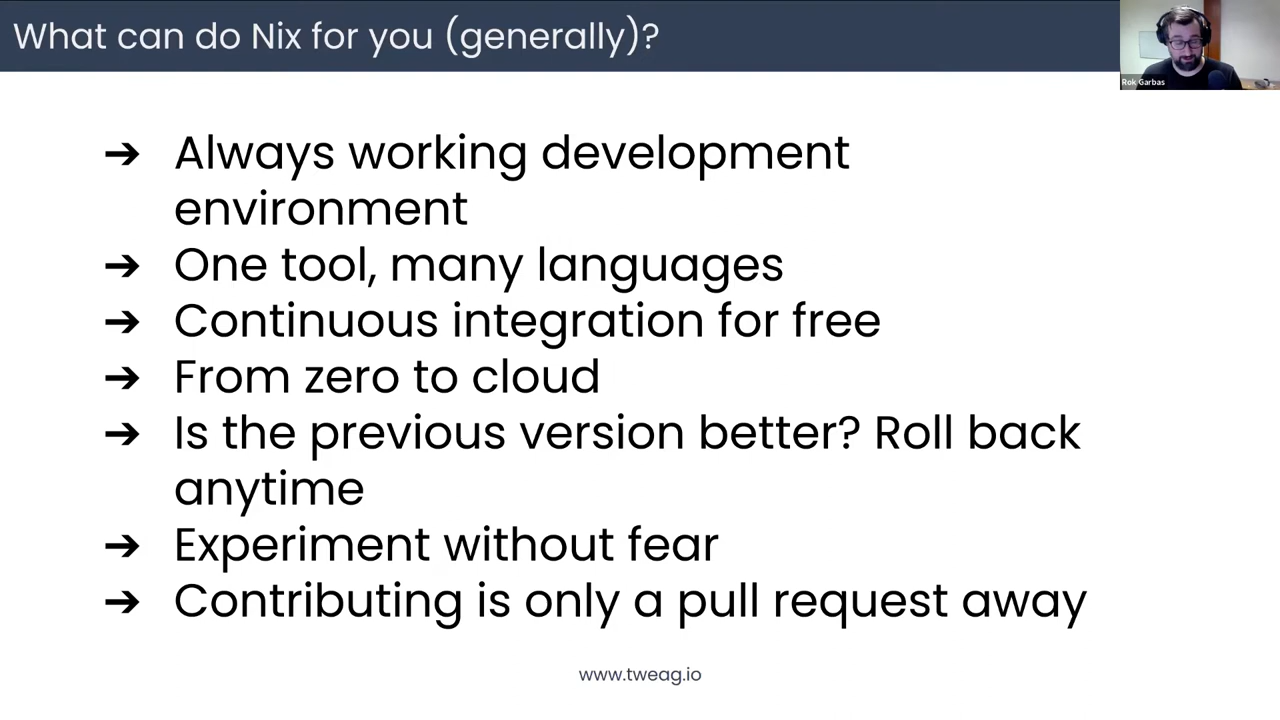 What can do Nix for you (generally)?
Rok Garbas
➔ Always working development
environment
➔ One tool, many languages
➔ Continuous integration for free
➔ From zero to cloud
➔ Is the previous version better? Roll back
anytime
➔ Experiment without fear
➔ Contributing is only a pull request away
www.tweag.io